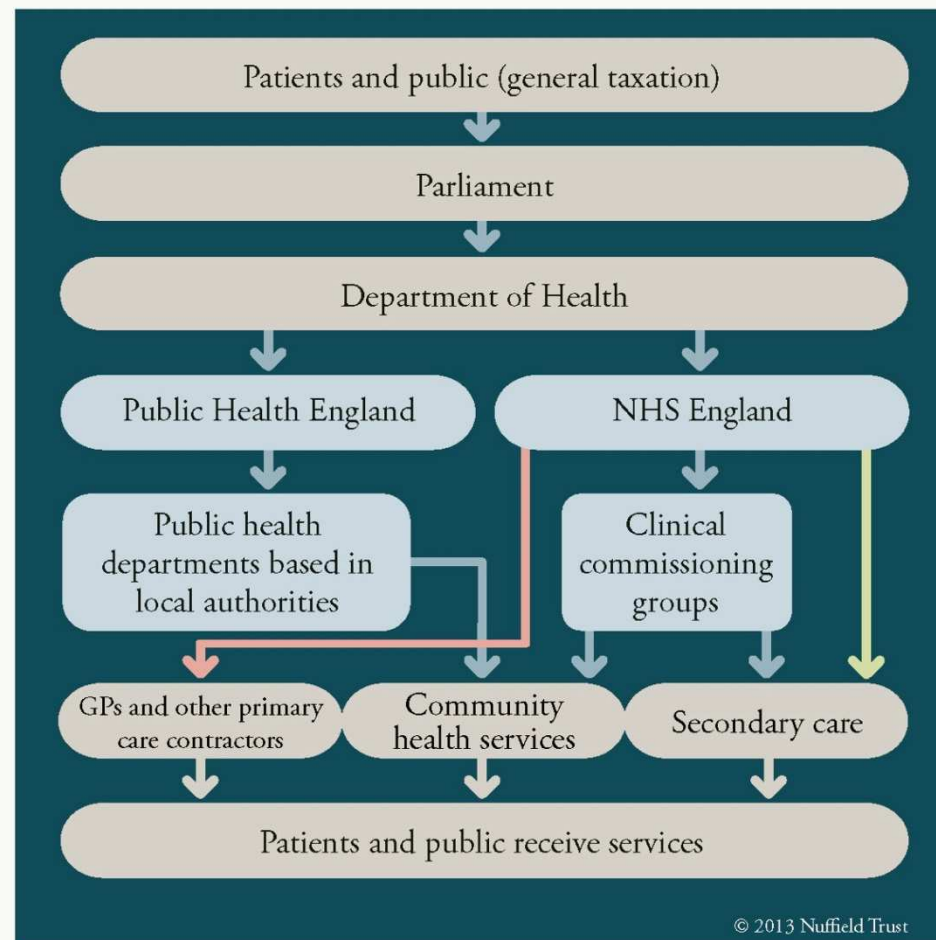 Patients and public (general taxation)
Parliament
Department of Health
Public Health England
NHS England
Public health
departments based in
local authorities
Clinical
commissioning
groups
GPs and other primary
care contractors
Community
health services
Secondary care
Patients and public receive services
© 2013 Nuffield Trust